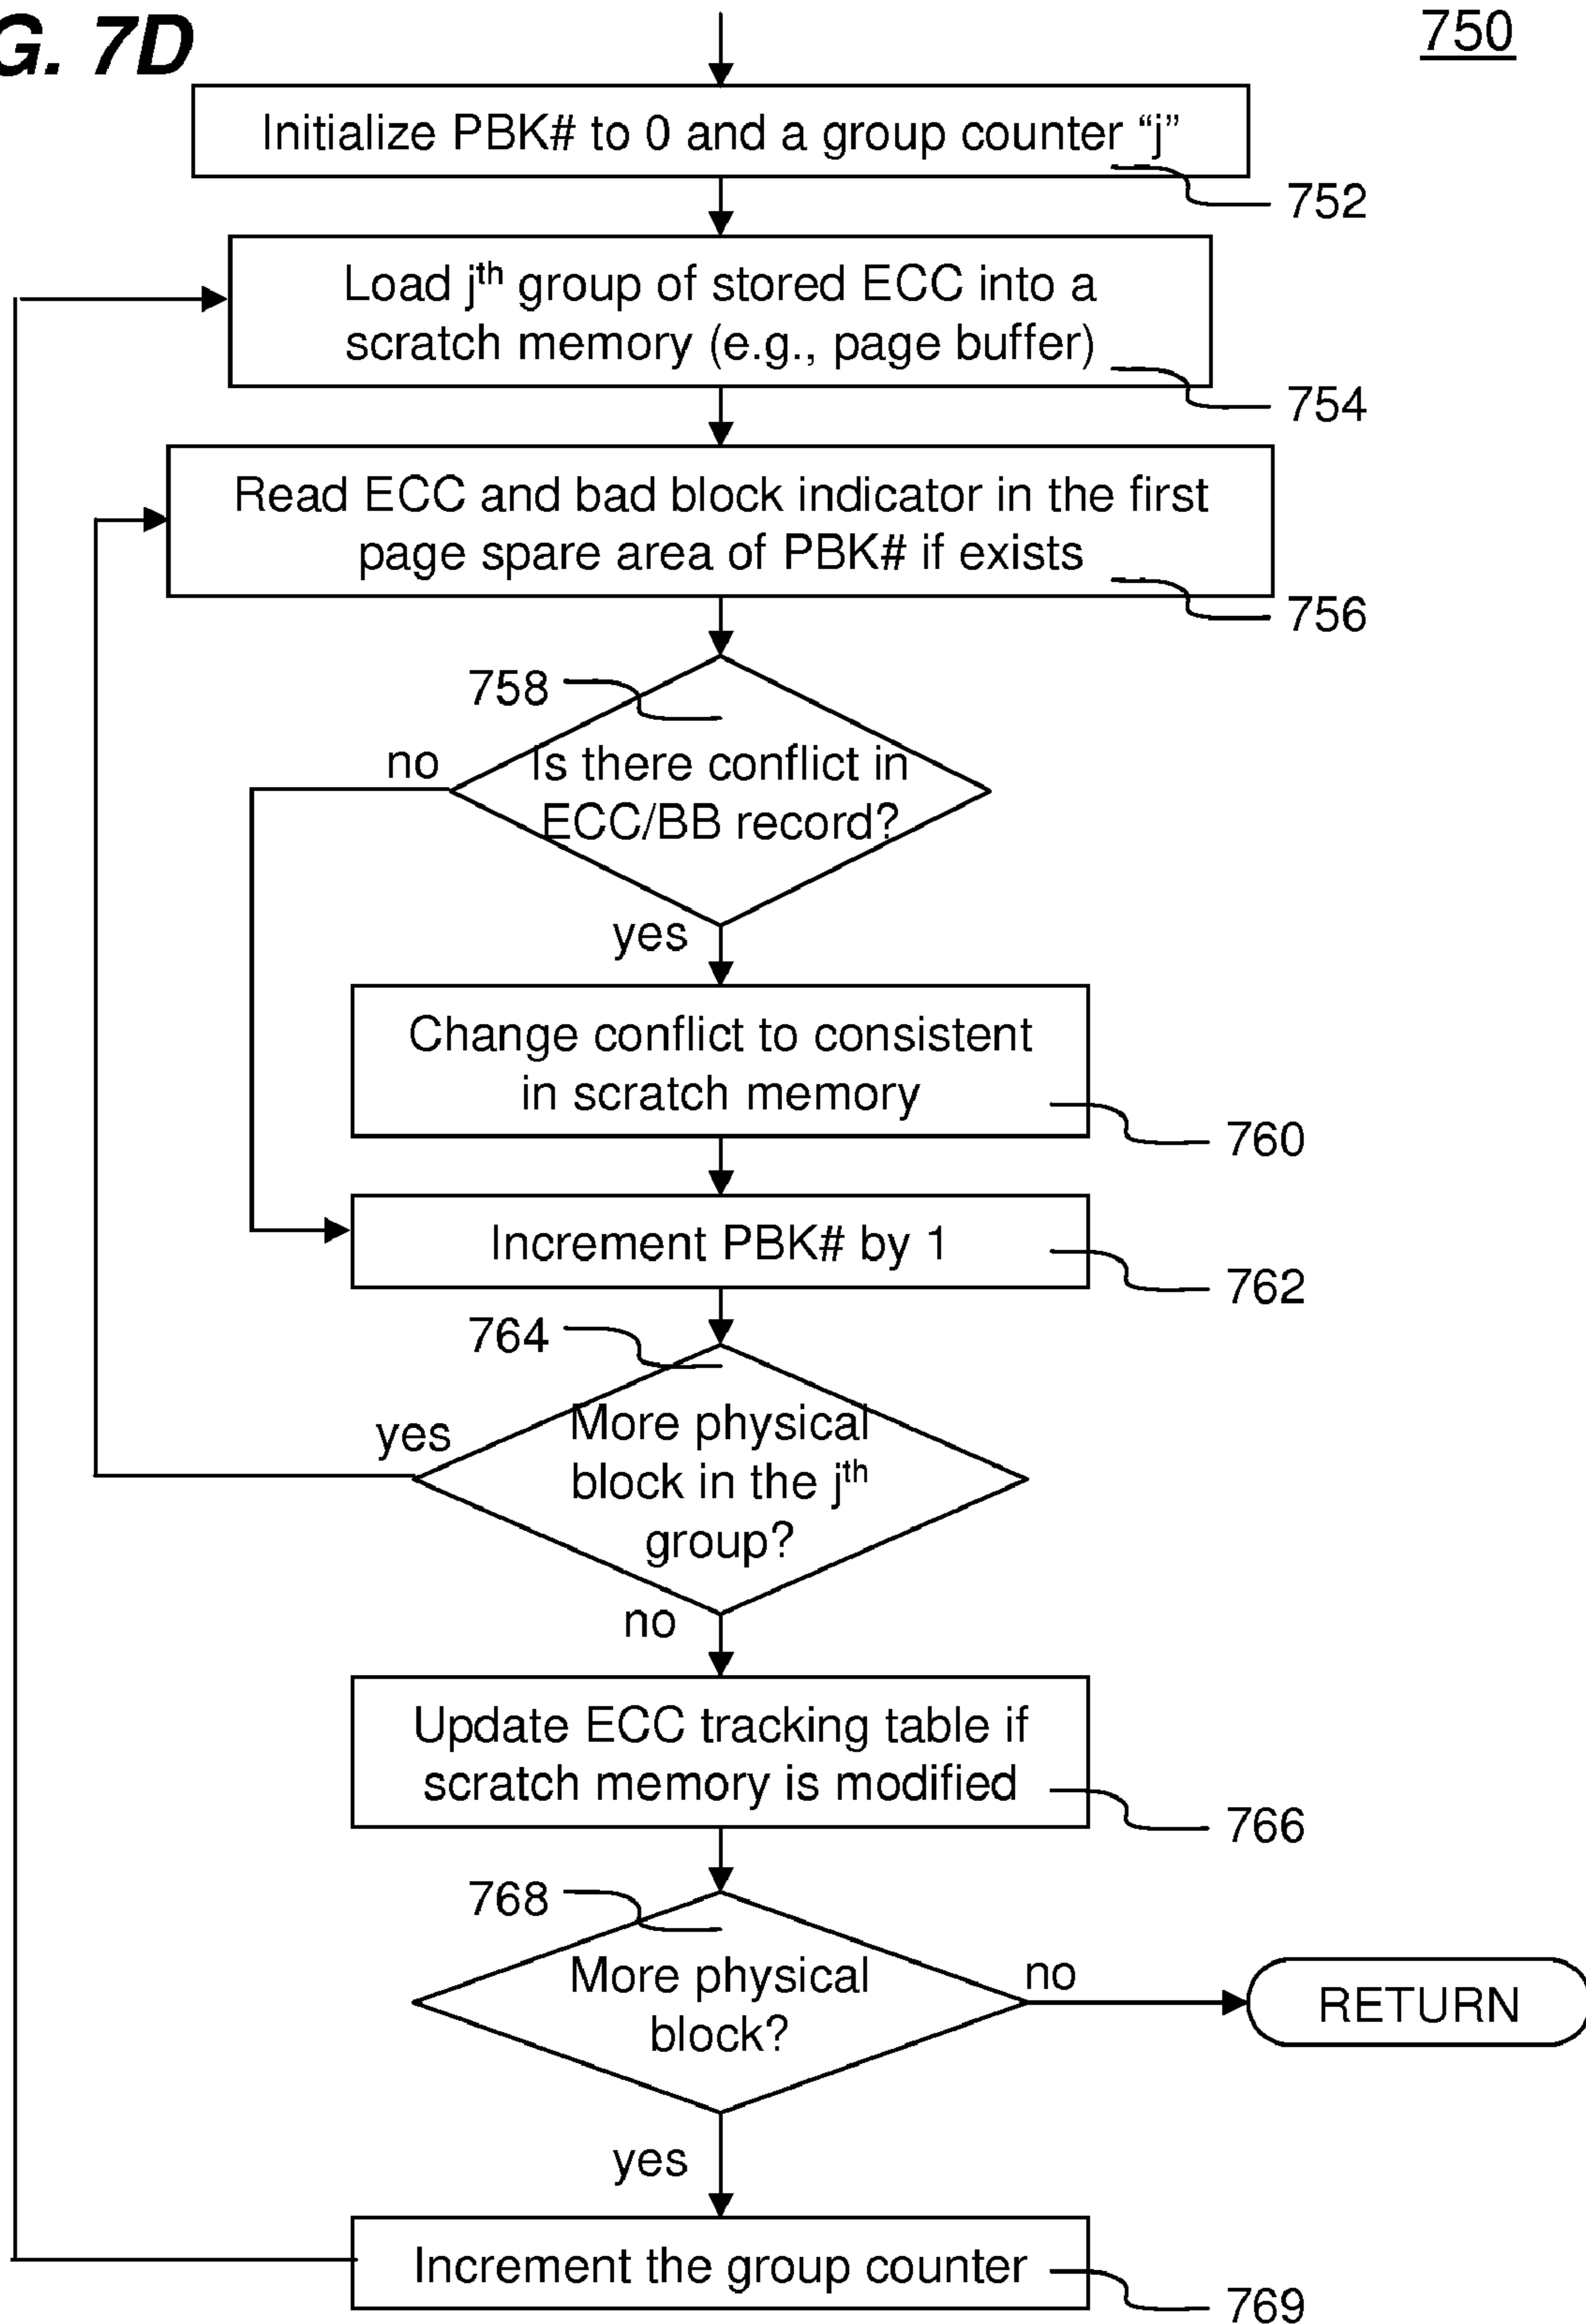 G. 7D
750
Initialize PBK# to 0 and a group counter “j”
752
Load jth group of stored ECC into a
scratch memory (e.g., page buffer)
754
Read ECC and bad block indicator in the first
page spare area of PBK# if exists
756
758
no
Is there conflict in
ECC/BB record?
yes
Change conflict to consistent
in scratch memory
760
Increment PBK# by 1
762
764
yes
More physical
block in the jth
group?
no
Update ECC tracking table if
scratch memory is modified
766
768
More physical
block?
no
RETURN
yes
Increment the group counter
769